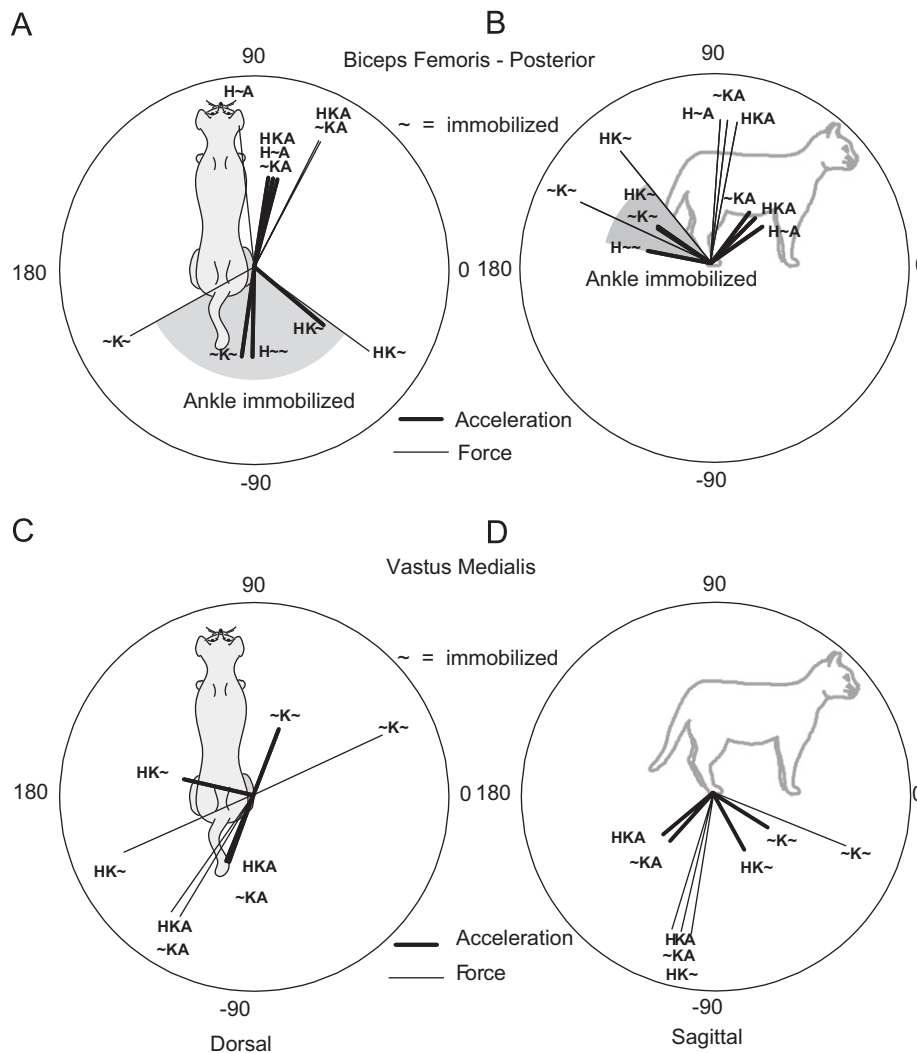 A
B
Biceps Femoris - Posterior
90
90
H~A
HKA
~KA
~ = immobilized
HKA
H~A
~KA
~KA
H~A
HKA
HK~
~K~
HK~
~K~
H~~
~KA
HKA
H~A
180
0
180
0
Ankle immobilized
~K~
HK~
~K~
H~~
HK~
Ankle immobilized
Acceleration
Force
-90
-90
C
D
Vastus Medialis
90
90
~ = immobilized
~K~
~K~
HK~
180
0
180
0
HKA
~KA
~K~
HK~
~K~
HK~
HKA
~KA
HKA
~KA
HKA
~KA
HK~
Acceleration
Force
-90
-90
Dorsal
Sagittal